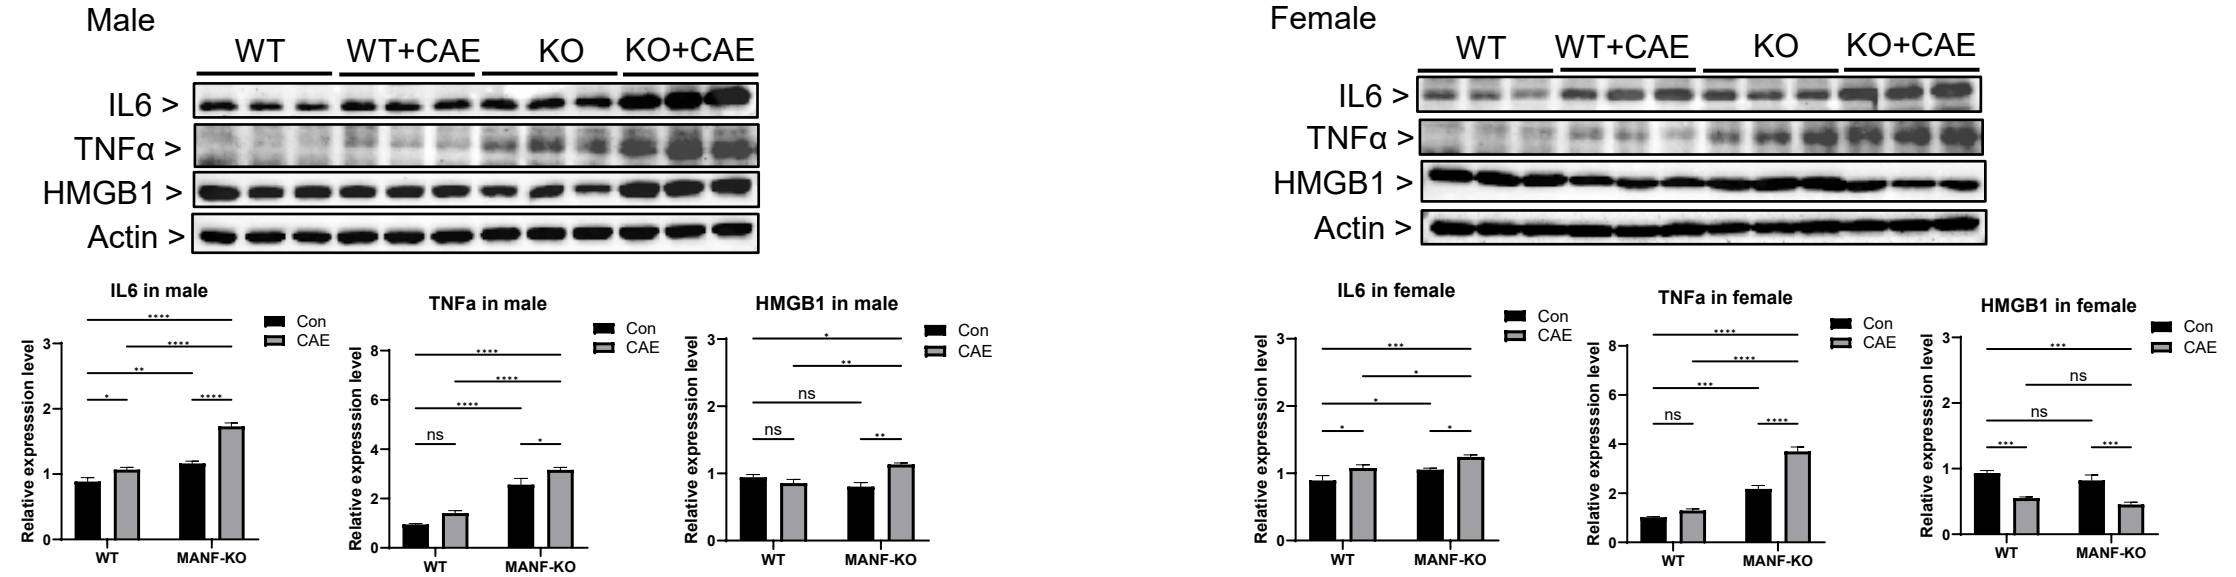 Male
WT WT+CAE KO KO+CAE
IL6 >
TNFα >
HMGB1 >
Actin >
IL6 in male
Relative expresssion level
3
2
1
0
****
****
**
* ****
WT MANF-KO
Con
CAE
TNFa in male
Relative expresssion level
8
6
4
2
0
****
****
****
ns *
WT MANF-KO
Con
CAE
HMGB1 in male
Relative expresssion level
3
2
1
0
*
**
ns
ns **
WT MANF-KO
Con
CAE
Female
WT WT+CAE KO KO+CAE
IL6 >
TNFα >
HMGB1 >
Actin >
IL6 in female
Relative expresssion level
3
2
1
0
***
*
*
* *
WT MANF-KO
Con
CAE
TNFa in female
Relative expresssion level
8
6
4
2
0
****
****
***
ns ****
WT MANF-KO
Con
CAE
HMGB1 in female
Relative expresssion level
3
2
1
0
***
ns
ns
*** ***
WT MANF-KO
Con
CAE